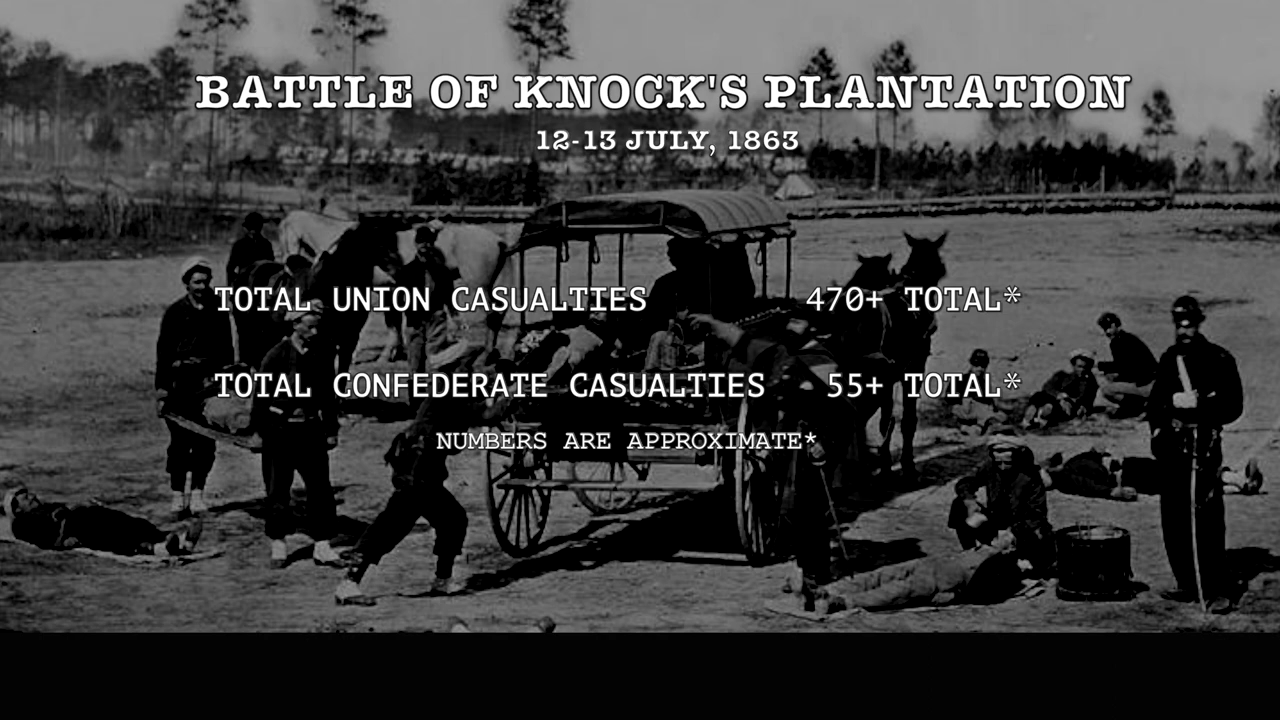 BATTLE OF KNOCK'S PLANTATION
12-13 JULY, 1863
TOTAL UNION CASUALTIES 470+ TOTAL*
TOTAL CONFEDERATE CASUALTIES 55+ TOTAL*
NUMBERS ARE APPROXIMATE*